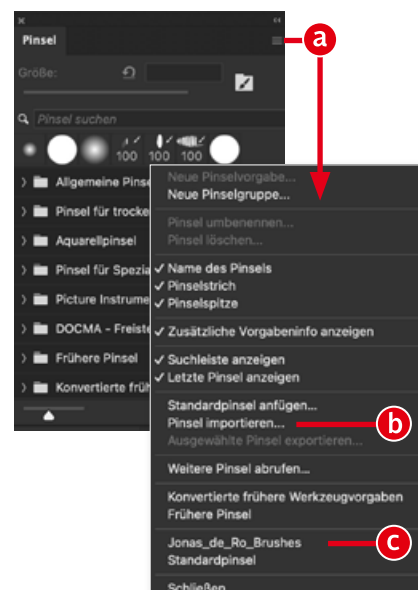 Pinsel
a
Größe:
Pinsel suchen
100 100 100
Allgemeine Pinse
Pinsel für trocke
Aquarellpinsel
Pinsel für Spezia
Picture Instrume
DOCMA - Freiste
Frühere Pinsel
Konvertierte früh
Neue Pinselvorgabe...
Neue Pinselgruppe...
Pinsel umbenennen...
Pinsel löschen...
✓ Name des Pinsels
✓ Pinselstrich
✓ Pinselspitze
✓ Zusätzliche Vorgabeninfo anzeigen
✓ Suchleiste anzeigen
✓ Letzte Pinsel anzeigen
Standardpinsel anfügen...
Pinsel importieren... b
Ausgewählte Pinsel exportieren...
Weitere Pinsel abrufen...
Konvertierte frühere Werkzeugvorgaben
Frühere Pinsel
Jonas_de_Ro_Brushes c
Standardpinsel
Schließen